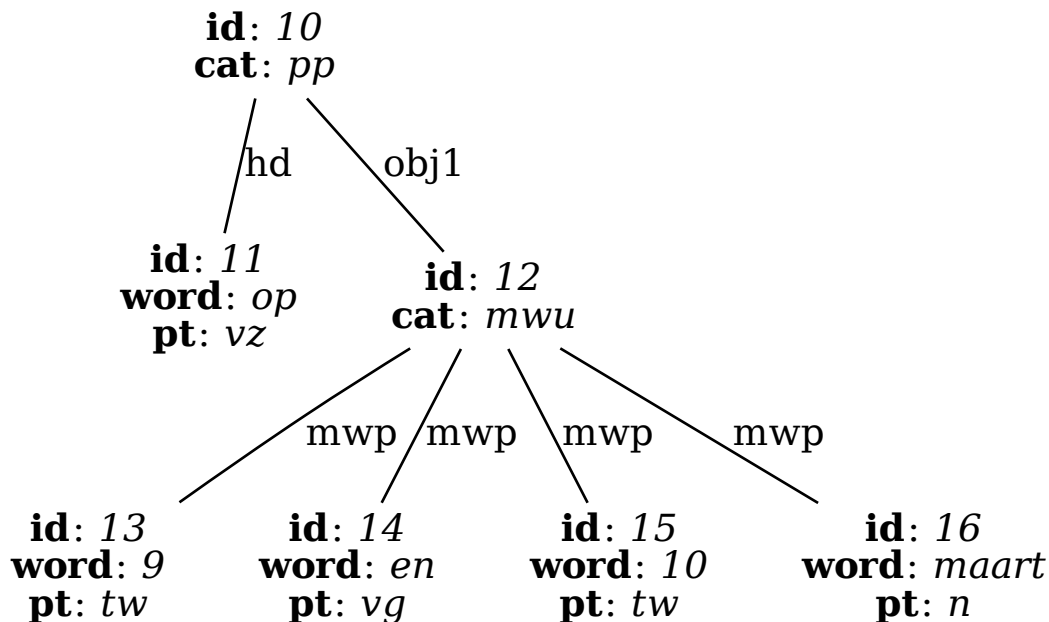 id: 10
cat: pp
hd
obj1
id: 11
word: op
pt: vz
id: 12
cat: mwu
mwp
mwp
mwp
mwp
id: 13
word: 9
pt: tw
id: 14
word: en
pt: vg
id: 15
word: 10
pt: tw
id: 16
word: maart
pt: n